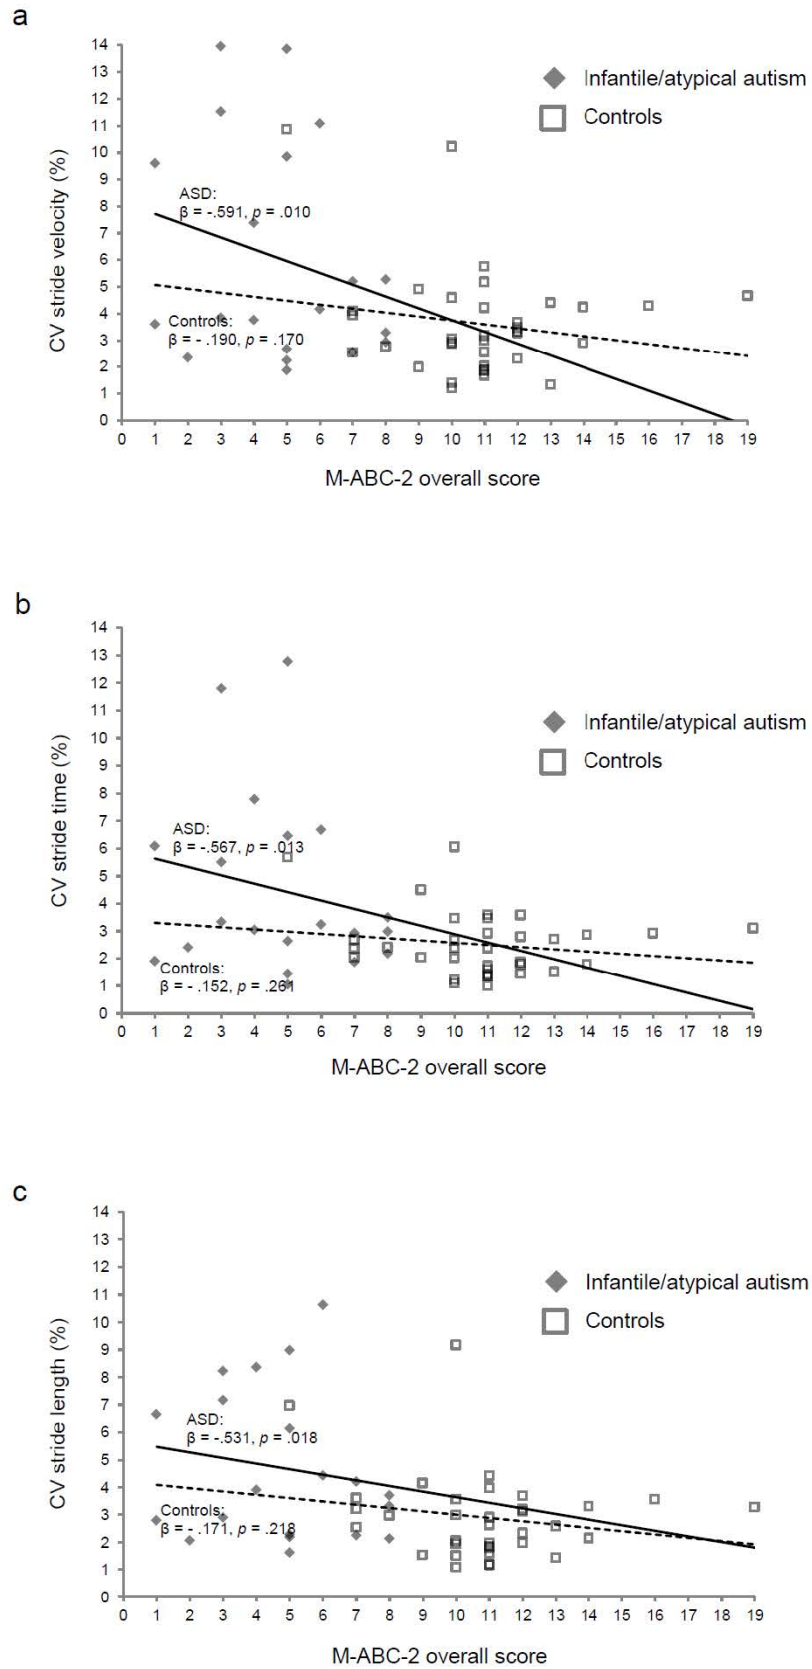 a
14
13
12
11
10
9
8
7
6
5
4
3
2
1
0
CV stride velocity (%)
Infantile/atypical autism
Controls
ASD:
β = -.591, p = .010
Controls:
β = - .190, p = .170
0 1 2 3 4 5 6 7 8 9 10 11 12 13 14 15 16 17 18 19
M-ABC-2 overall score
b
14
13
12
11
10
9
8
7
6
5
4
3
2
1
0
CV stride time (%)
Infantile/atypical autism
Controls
ASD:
β = -.567, p = .013
Controls:
β = - .152, p = .261
0 1 2 3 4 5 6 7 8 9 10 11 12 13 14 15 16 17 18 19
M-ABC-2 overall score
c
14
13
12
11
10
9
8
7
6
5
4
3
2
1
0
CV stride length (%)
Infantile/atypical autism
Controls
ASD:
β = -.531, p = .018
Controls:
β = - .171, p = .218
0 1 2 3 4 5 6 7 8 9 10 11 12 13 14 15 16 17 18 19
M-ABC-2 overall score